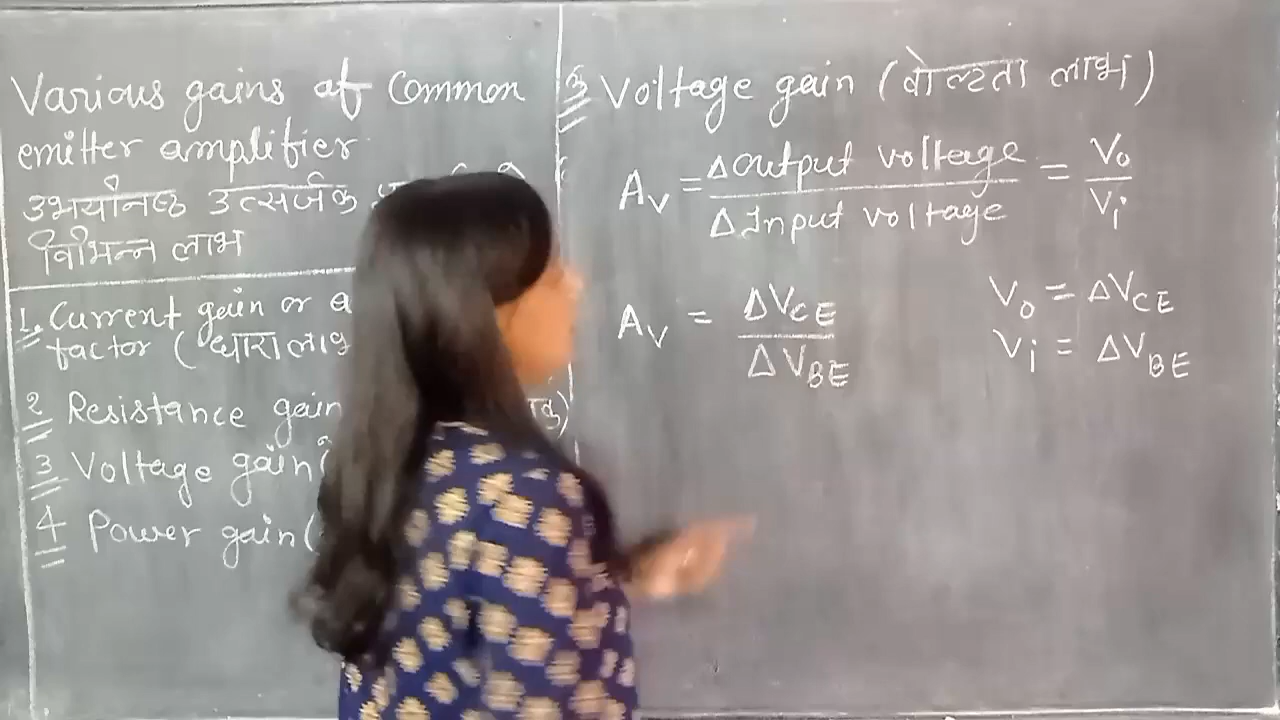 Various gains of Common
emitter amplifier
उभयनिष्ठ उत्सर्जक
विभिन्न लाभ
1. Current gain or a
factor (धारा लाभ
2 Resistance gain
3 Voltage gain(
4 Power gain(
3 Voltage gain (वोल्टता लाभ)
Av = Δoutput voltage / Δ Input voltage = Vo / Vi
Av = ΔVCE / ΔVBE
Vo = ΔVCE
Vi = ΔVBE